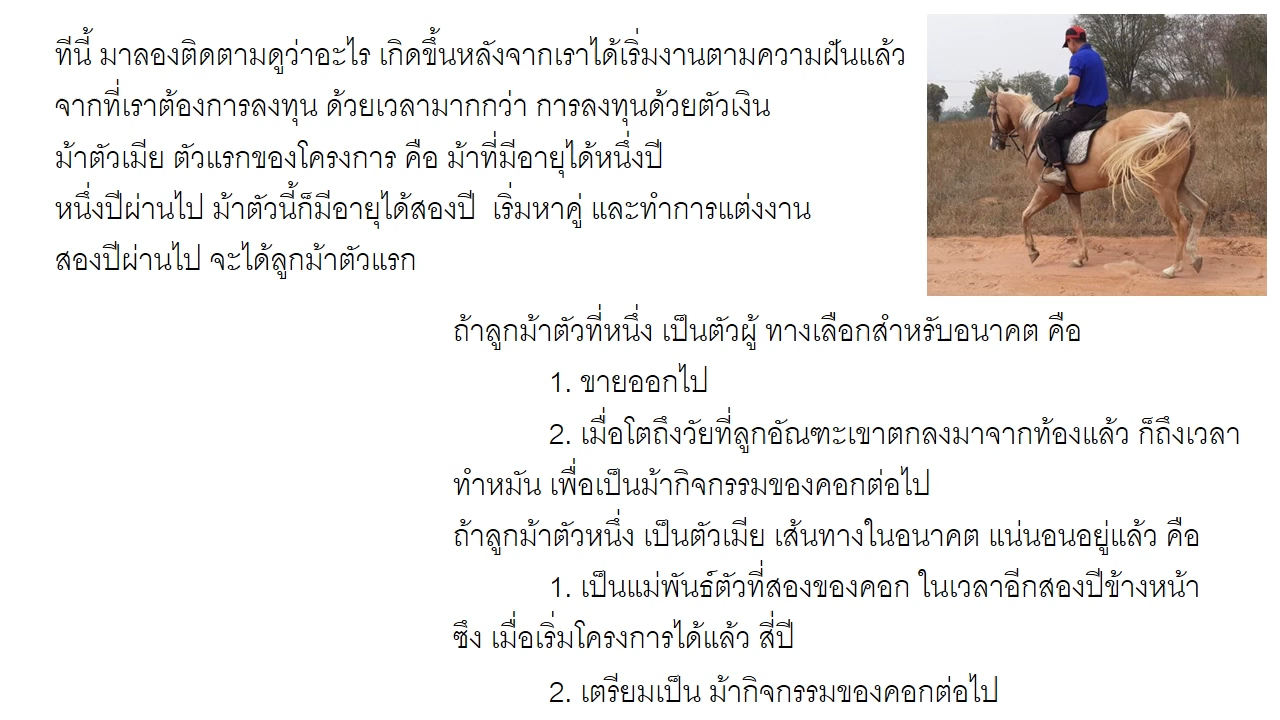 ทีนี้ มาลองติดตามดูว่าอะไร เกิดขึ้นหลังจากเราได้เริ่มงานตามความฝันแล้ว
จากที่เราต้องการลงทุน ด้วยเวลามากกว่า การลงทุนด้วยตัวเงิน
ม้าตัวเมีย ตัวแรกของโครงการ คือ ม้าที่มีอายุได้หนึ่งปี
หนึ่งปีผ่านไป ม้าตัวนี้ก็มีอายุได้สองปี  เริ่มหาคู่ และทำการแต่งงาน
สองปีผ่านไป จะได้ลูกม้าตัวแรก
ถ้าลูกม้าตัวที่หนึ่ง เป็นตัวผู้ ทางเลือกสำหรับอนาคต คือ
1. ขายออกไป
2. เมื่อโตถึงวัยที่ลูกอัณฑะเขาตกลงมาจากท้องแล้ว ก็ถึงเวลา
ทำหมัน เพื่อเป็นม้ากิจกรรมของคอกต่อไป
ถ้าลูกม้าตัวหนึ่ง เป็นตัวเมีย เส้นทางในอนาคต แน่นอนอยู่แล้ว คือ
1. เป็นแม่พันธ์ตัวที่สองของคอก ในเวลาอีกสองปีข้างหน้า
ซึง เมื่อเริ่มโครงการได้แล้ว สี่ปี
2. เตรียมเป็น ม้ากิจกรรมของคอกต่อไป